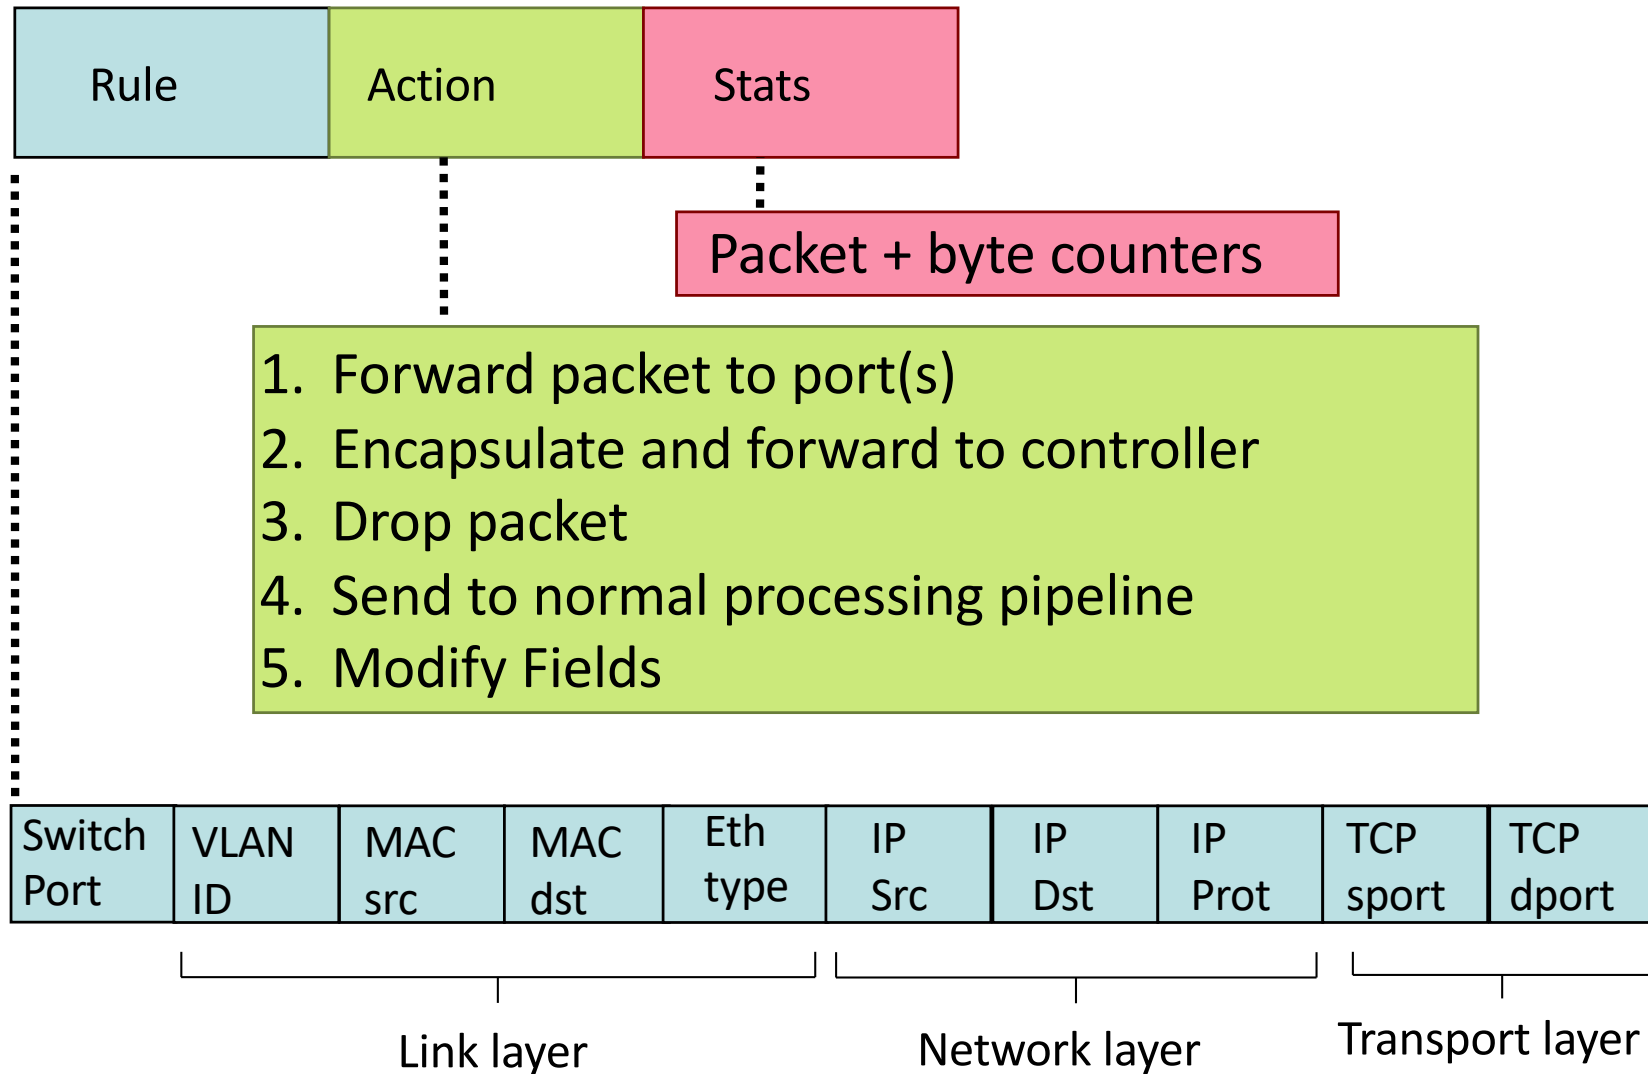 Rule
Action
Stats
Packet + byte counters
1. Forward packet to port(s)
2. Encapsulate and forward to controller
3. Drop packet
4. Send to normal processing pipeline
5. Modify Fields
Switch
Port
VLAN
ID
MAC
src
MAC
dst
Eth
type
IP
Src
IP
Dst
IP
Prot
TCP
sport
TCP
dport
Link layer
Network layer
Transport layer